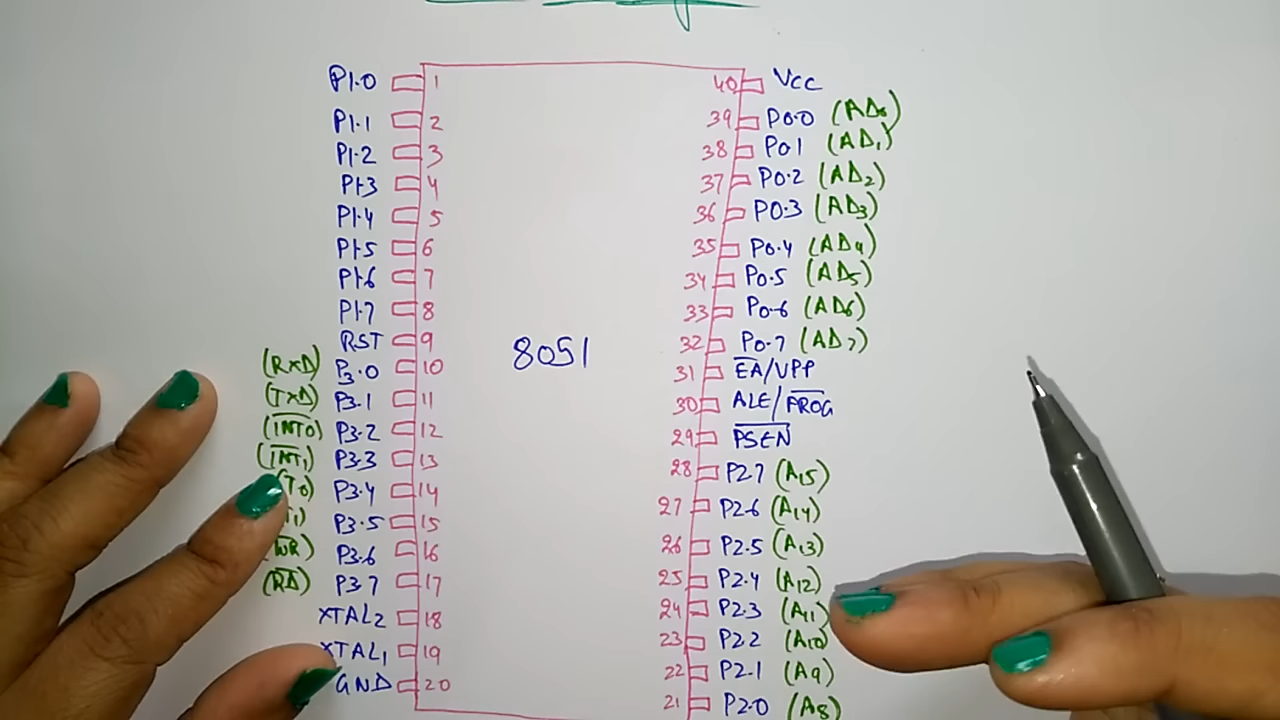 P1.0 1 40 VCC
P1.1 2 39 P0.0 (AD0)
P1.2 3 38 P0.1 (AD1)
P1.3 4 37 P0.2 (AD2)
P1.4 5 36 P0.3 (AD3)
P1.5 6 35 P0.4 (AD4)
P1.6 7 34 P0.5 (AD5)
P1.7 8 33 P0.6 (AD6)
RST 9 8051 32 P0.7 (AD7)
(RXD) P3.0 10 31 E̅A̅/VPP
(TXD) P3.1 11 30 ALE/P̅R̅O̅G̅
(I̅N̅T̅0̅) P3.2 12 29 P̅S̅E̅N̅
(I̅N̅T̅1̅) P3.3 13 28 P2.7 (A15)
T0) P3.4 14 27 P2.6 (A14)
P3.5 15 26 P2.5 (A13)
(W̅R̅) P3.6 16 25 P2.4 (A12)
(R̅D̅) P3.7 17 24 P2.3 (A11)
XTAL2 18 23 P2.2 (A10)
XTAL1 19 22 P2.1 (A9)
GND 20 21 P2.0 (A8)